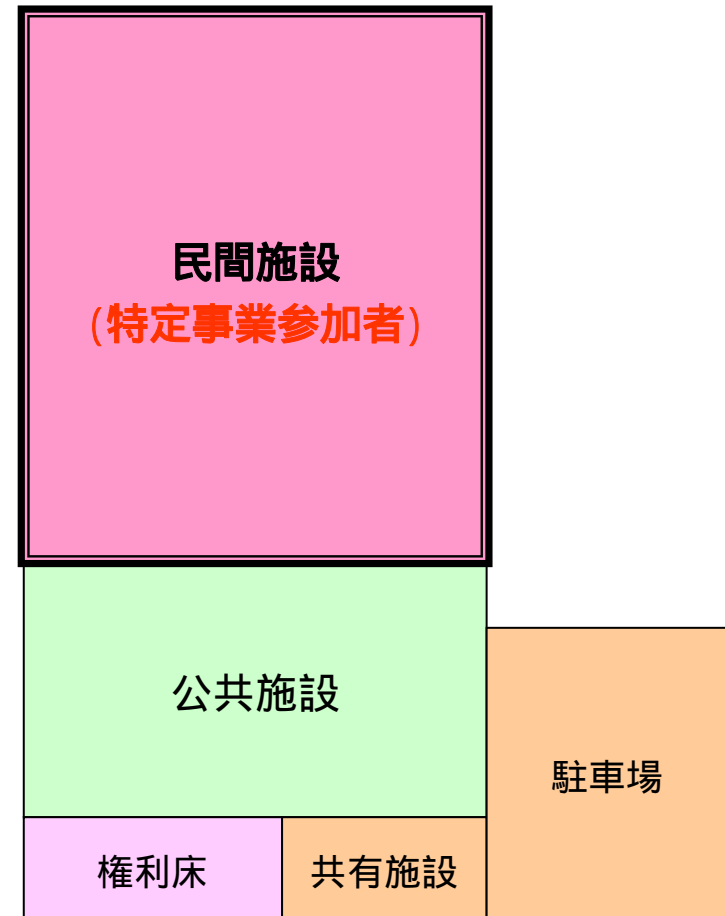 民間施設
(特定事業参加者)
公共施設
駐車場
権利床
共有施設